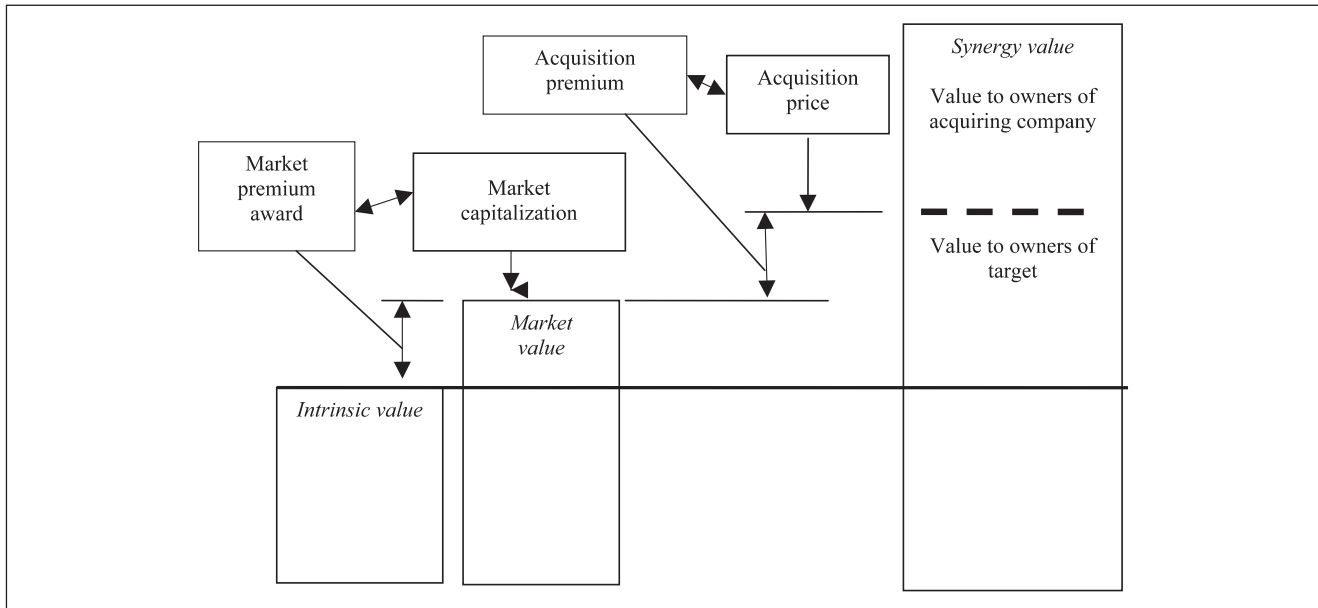 Acquisition
premium
Acquisition
price
Synergy value
Value to owners of
acquiring company
Market
premium
award
Market
capitalization
Value to owners of
target
Market
value
Intrinsic value